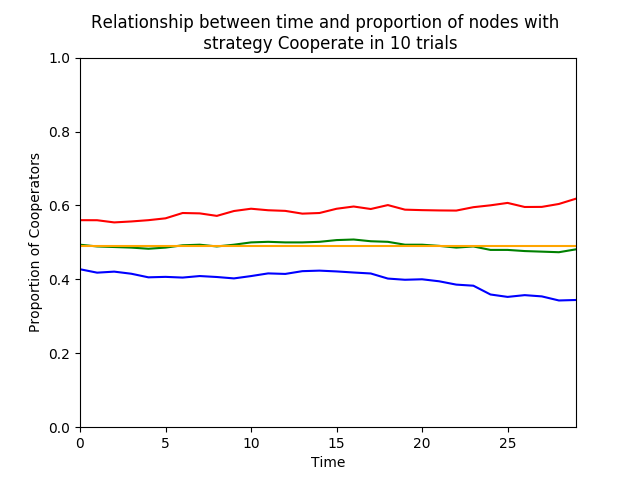 Relationship between time and proportion of nodes with
strategy Cooperate in 10 trials
1.0
0.8
0.6
0.4
0.2
0.0
Proportion of Cooperators
0 5 10 15 20 25
Time